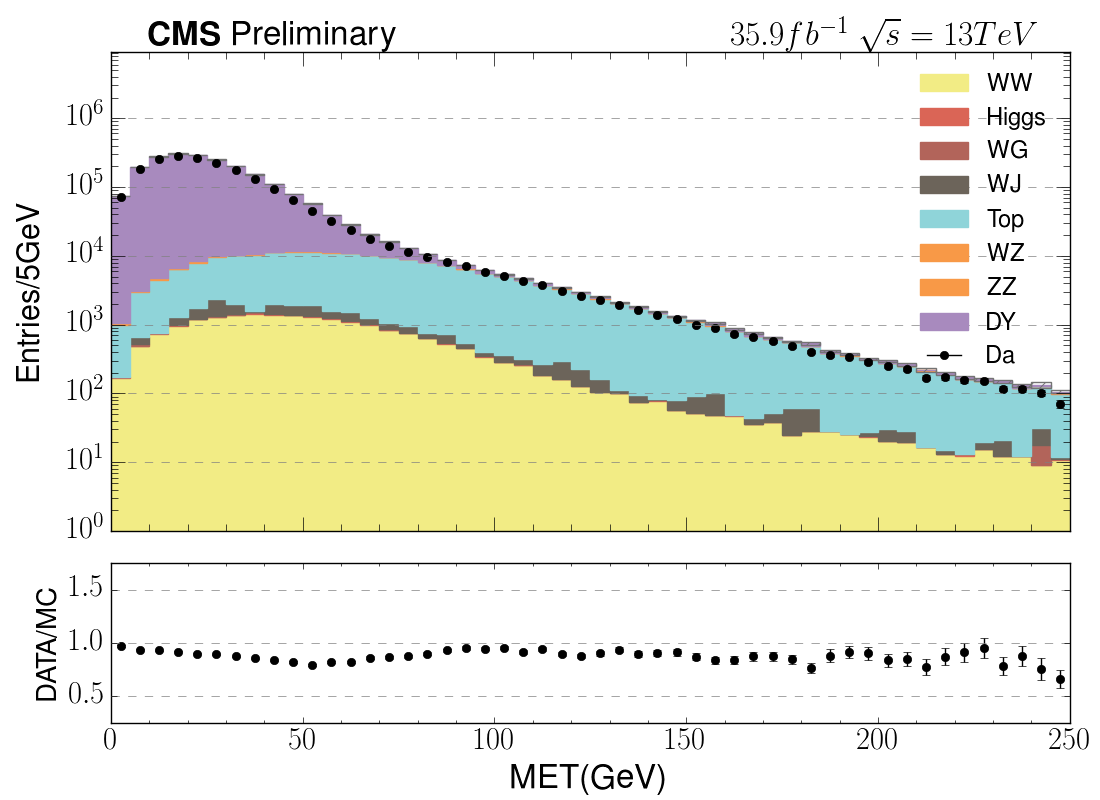 CMS Preliminary 35.9fb⁻¹ √s = 13TeV
Entries/5GeV
10⁶
10⁵
10⁴
10³
10²
10¹
10⁰
WW
Higgs
WG
WJ
Top
WZ
ZZ
DY
Da
DATA/MC
1.5
1.0
0.5
0 50 100 150 200 250
MET(GeV)